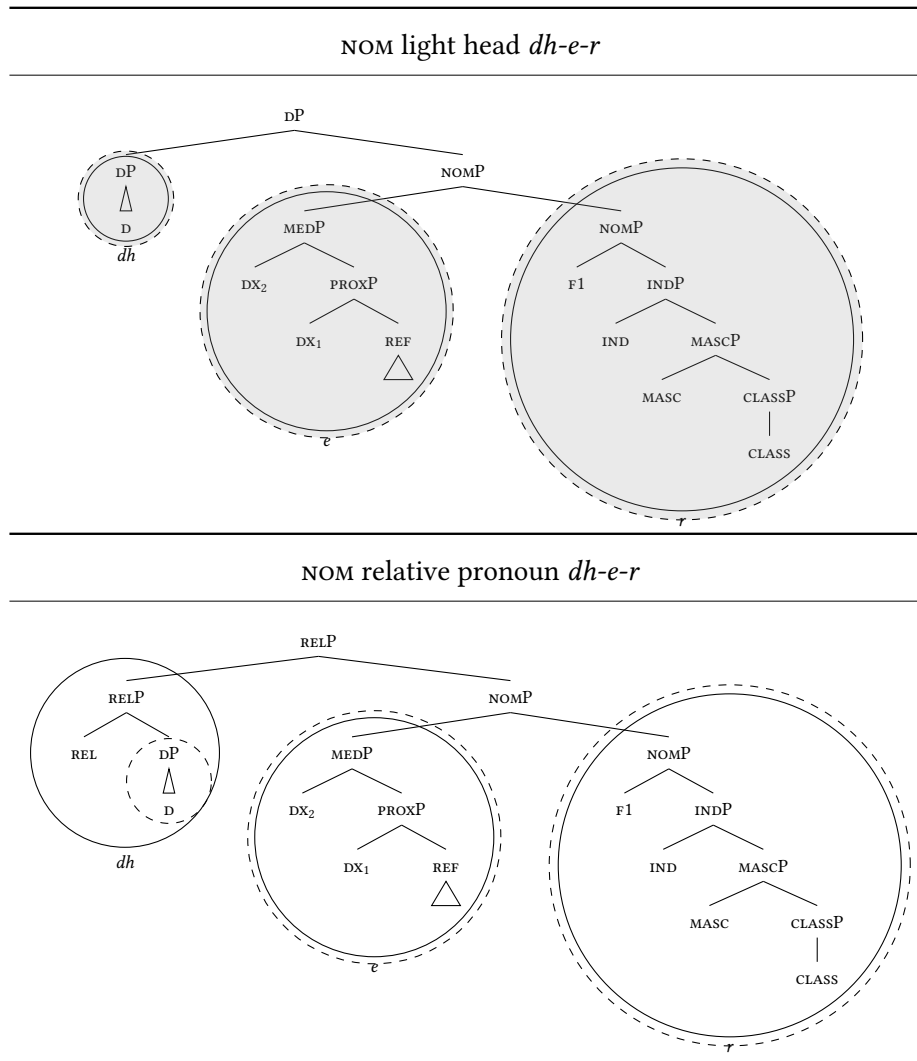 NOM light head dh-e-r
DP
DP NOMP
D MEDP NOMP
dh DX₂ PROXP F1 INDP
DX₁ REF IND MASCP
MASC CLASSP
e CLASS
r
NOM relative pronoun dh-e-r
RELP
RELP NOMP
REL DP MEDP NOMP
D DX₂ PROXP F1 INDP
dh DX₁ REF IND MASCP
MASC CLASSP
e CLASS
r